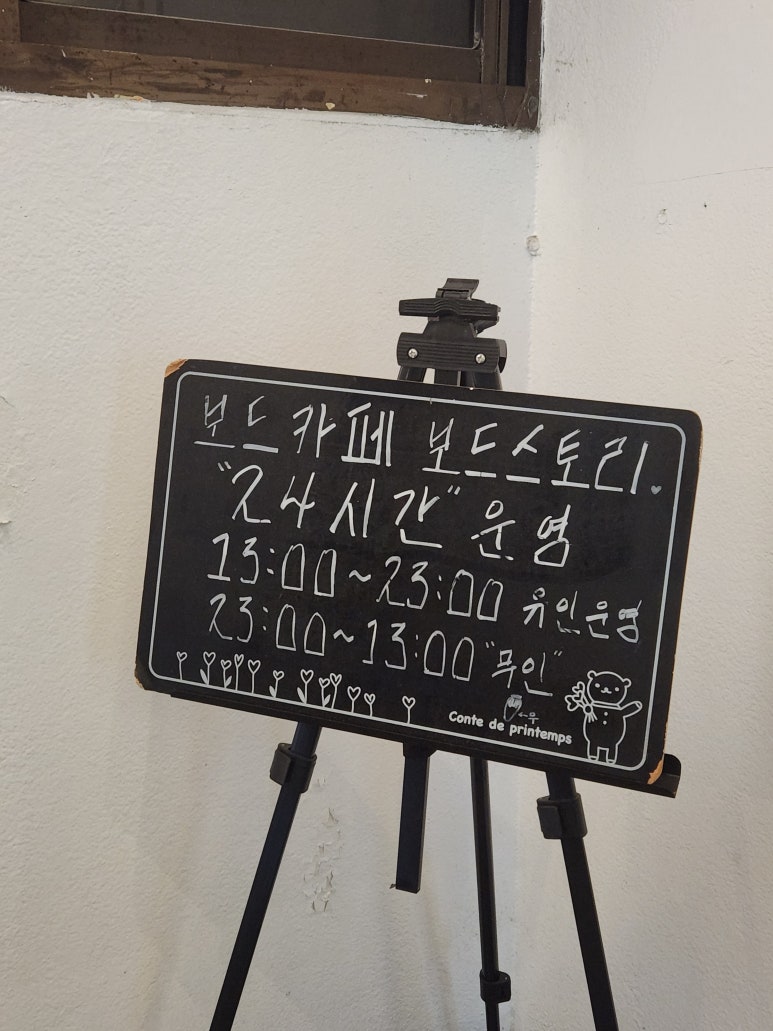 보드카페 보드스토리.
"24시간" 운영
13:00~23:00 유인운영
23:00~13:00 "무인"
←무
Conte de printemps